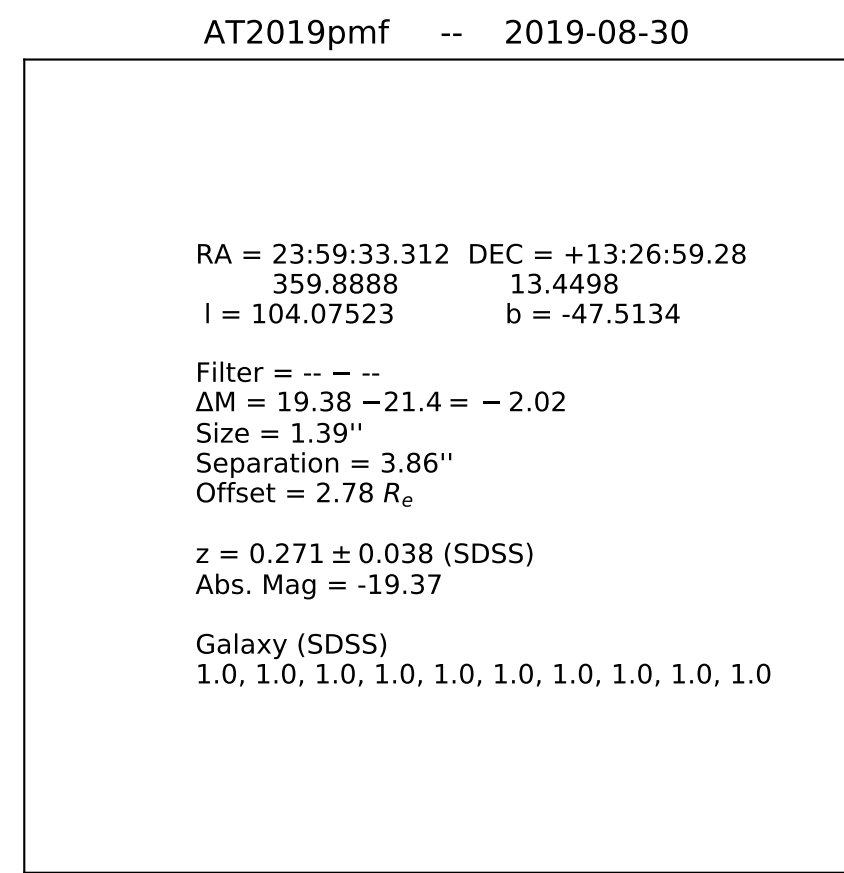 AT2019pmf -- 2019-08-30
RA = 23:59:33.312 DEC = +13:26:59.28
359.8888 13.4498
l = 104.07523 b = -47.5134
Filter = -- − --
ΔM = 19.38 −21.4 = − 2.02
Size = 1.39''
Separation = 3.86''
Offset = 2.78 Rₑ
z = 0.271 ± 0.038 (SDSS)
Abs. Mag = -19.37
Galaxy (SDSS)
1.0, 1.0, 1.0, 1.0, 1.0, 1.0, 1.0, 1.0, 1.0, 1.0